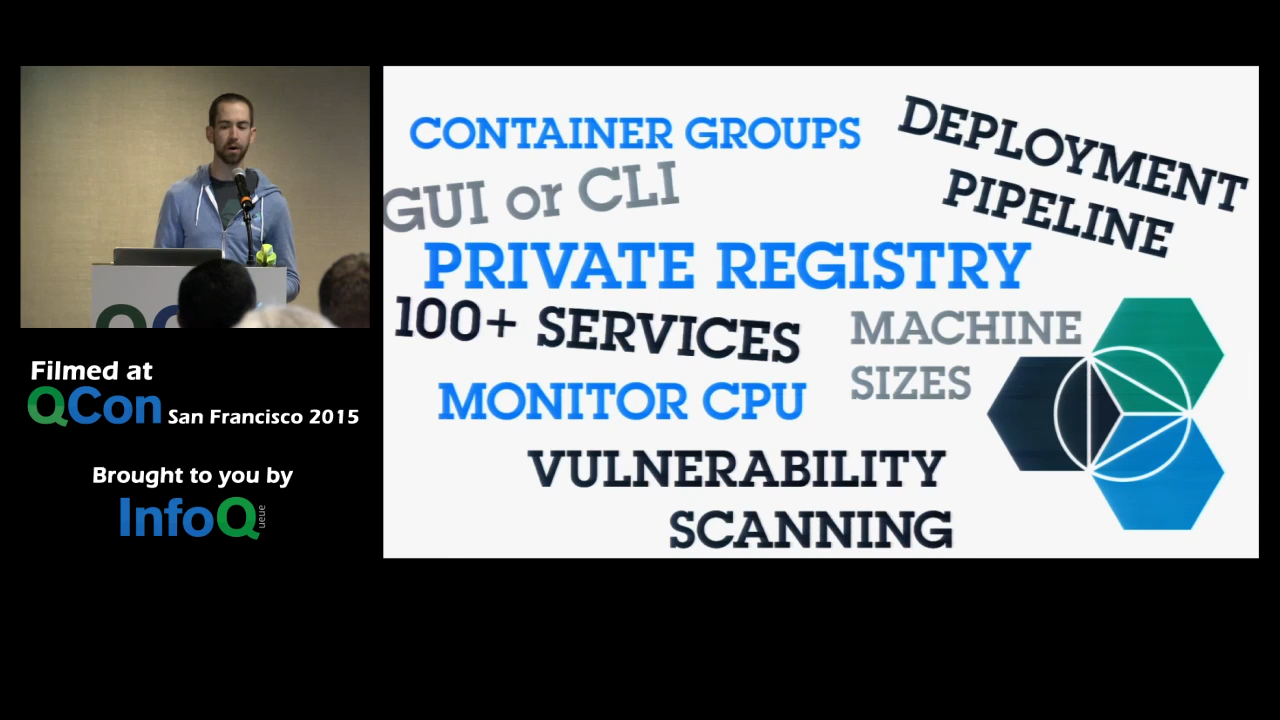 CONTAINER GROUPS
DEPLOYMENT
PIPELINE
GUI or CLI
PRIVATE REGISTRY
100+ SERVICES
MACHINE
SIZES
MONITOR CPU
VULNERABILITY
SCANNING
Filmed at
QCon San Francisco 2015
Brought to you by
InfoQ
ueue